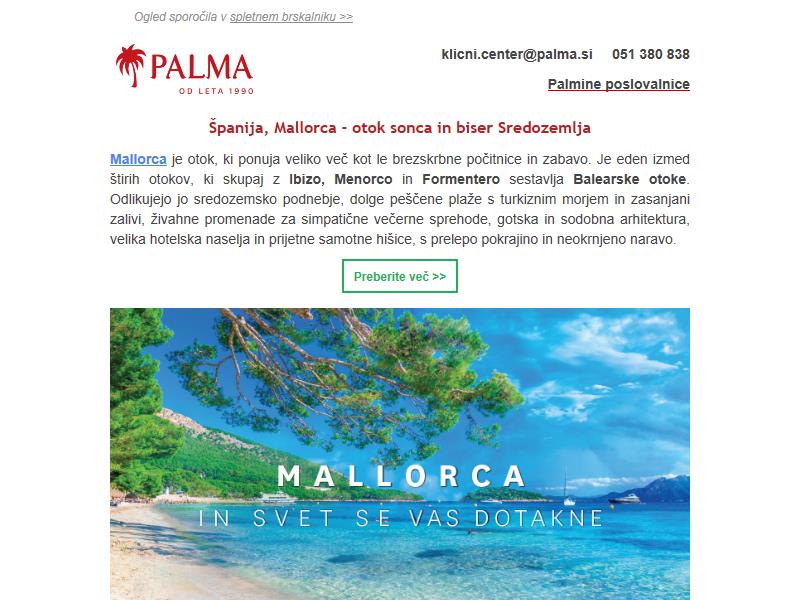 Ogled sporočila v spletnem brskalniku >>
PALMA
OD LETA 1990
klicni.center@palma.si 051 380 838
Palmine poslovalnice
Španija, Mallorca - otok sonca in biser Sredozemlja
Mallorca je otok, ki ponuja veliko več kot le brezskrbne počitnice in zabavo. Je eden izmed
štirih otokov, ki skupaj z Ibizo, Menorco in Formentero sestavlja Balearske otoke.
Odlikujejo jo sredozemsko podnebje, dolge peščene plaže s turkiznim morjem in zasanjani
zalivi, živahne promenade za simpatične večerne sprehode, gotska in sodobna arhitektura,
velika hotelska naselja in prijetne samotne hišice, s prelepo pokrajino in neokrnjeno naravo.
Preberite več >>
MALLORCA
IN SVET SE VAS DOTAKNE